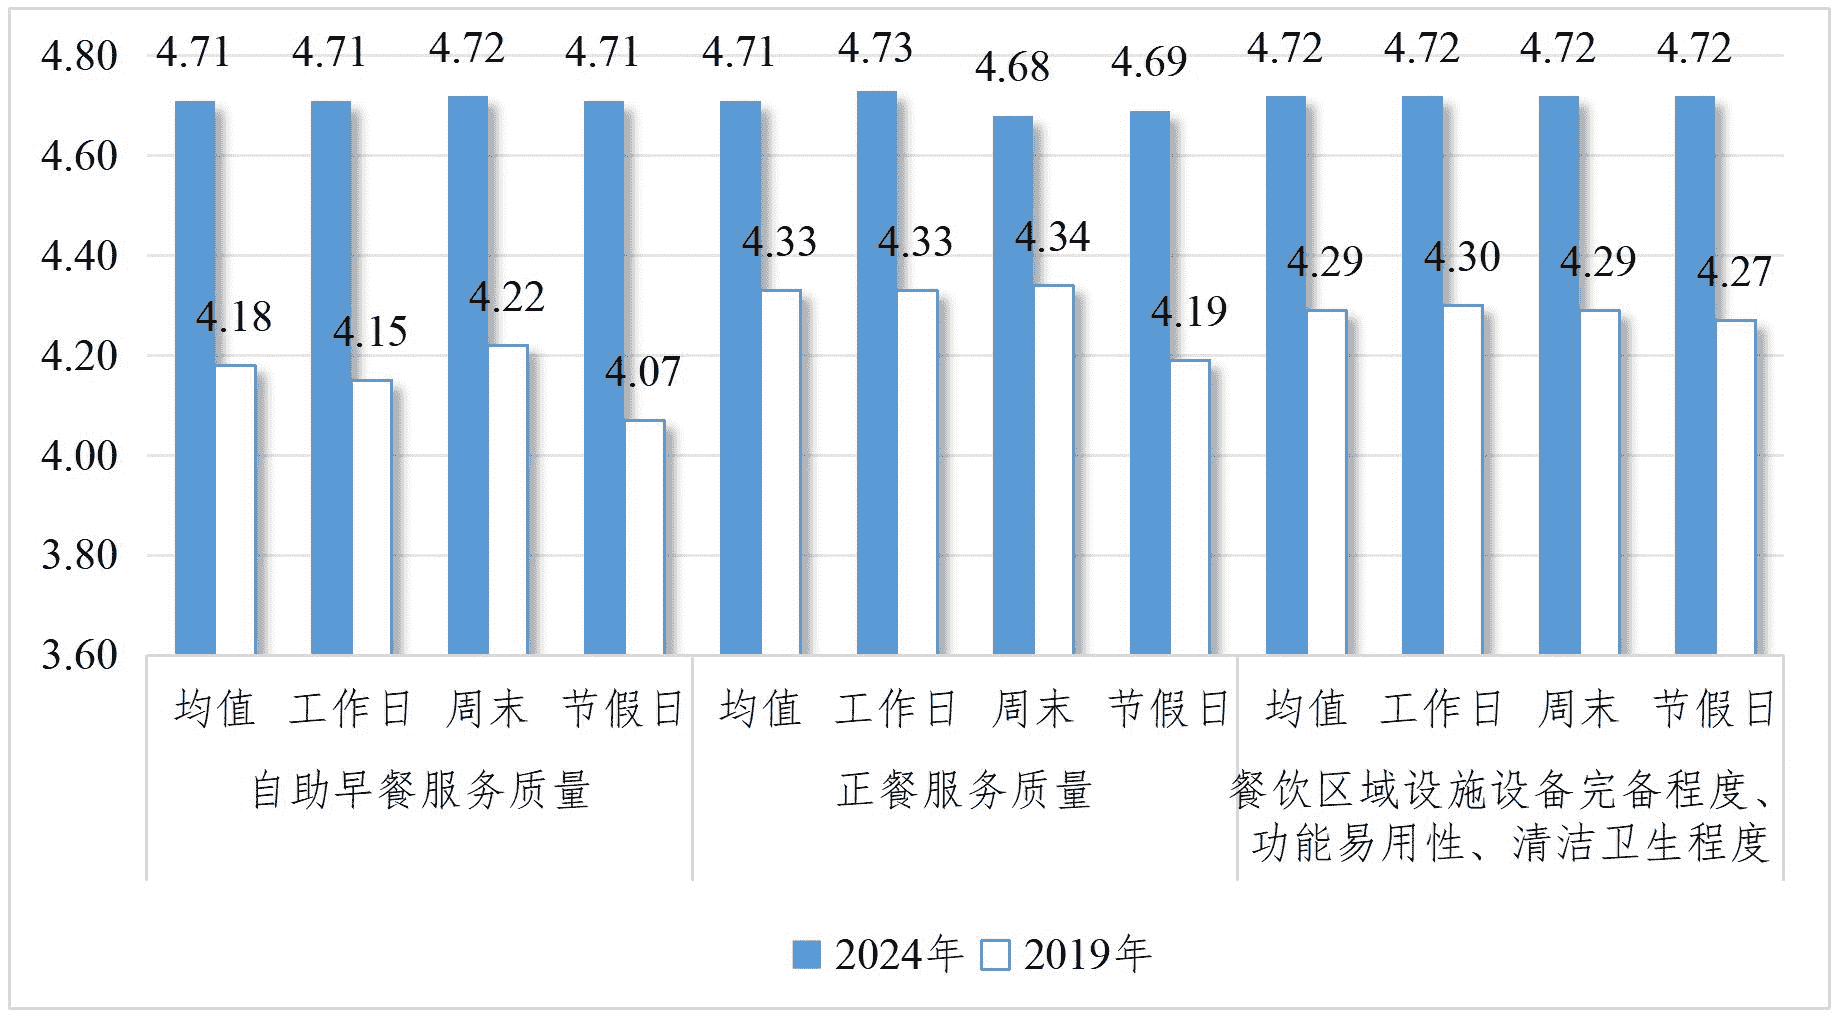 4.80
4.60
4.40
4.20
4.00
3.80
3.60
4.71 4.71 4.72 4.71 4.71 4.73 4.68 4.69 4.72 4.72 4.72 4.72
4.18 4.15 4.22 4.07 4.33 4.33 4.34 4.19 4.29 4.30 4.29 4.27
均值 工作日 周末 节假日 均值 工作日 周末 节假日 均值 工作日 周末 节假日
自助早餐服务质量
正餐服务质量
餐饮区域设施设备完备程度、
功能易用性、清洁卫生程度
2024年 2019年